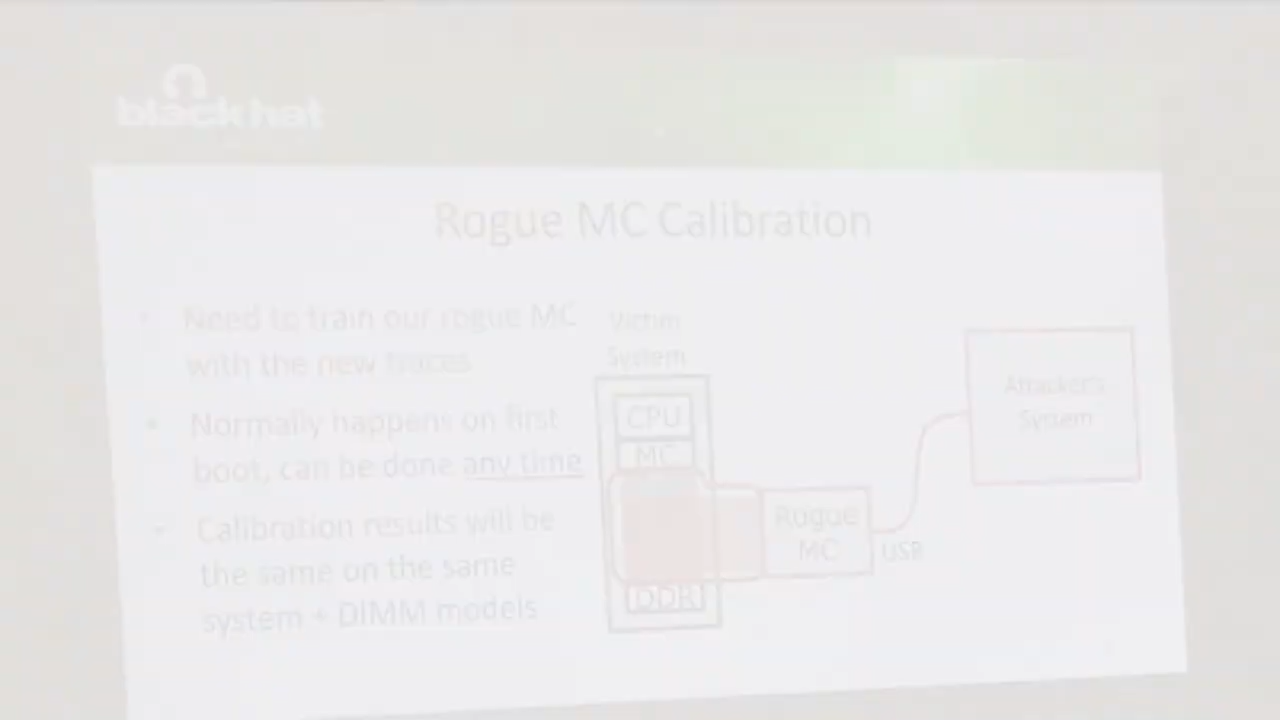 black hat
Rogue MC Calibration
• Need to train our rogue MC
with the new traces
• Normally happens on first
boot, can be done any time
• Calibration results will be
the same on the same
system + DIMM models
Victim
System
CPU
MC
DDR
Rogue
MC
USB
Attacker's
System